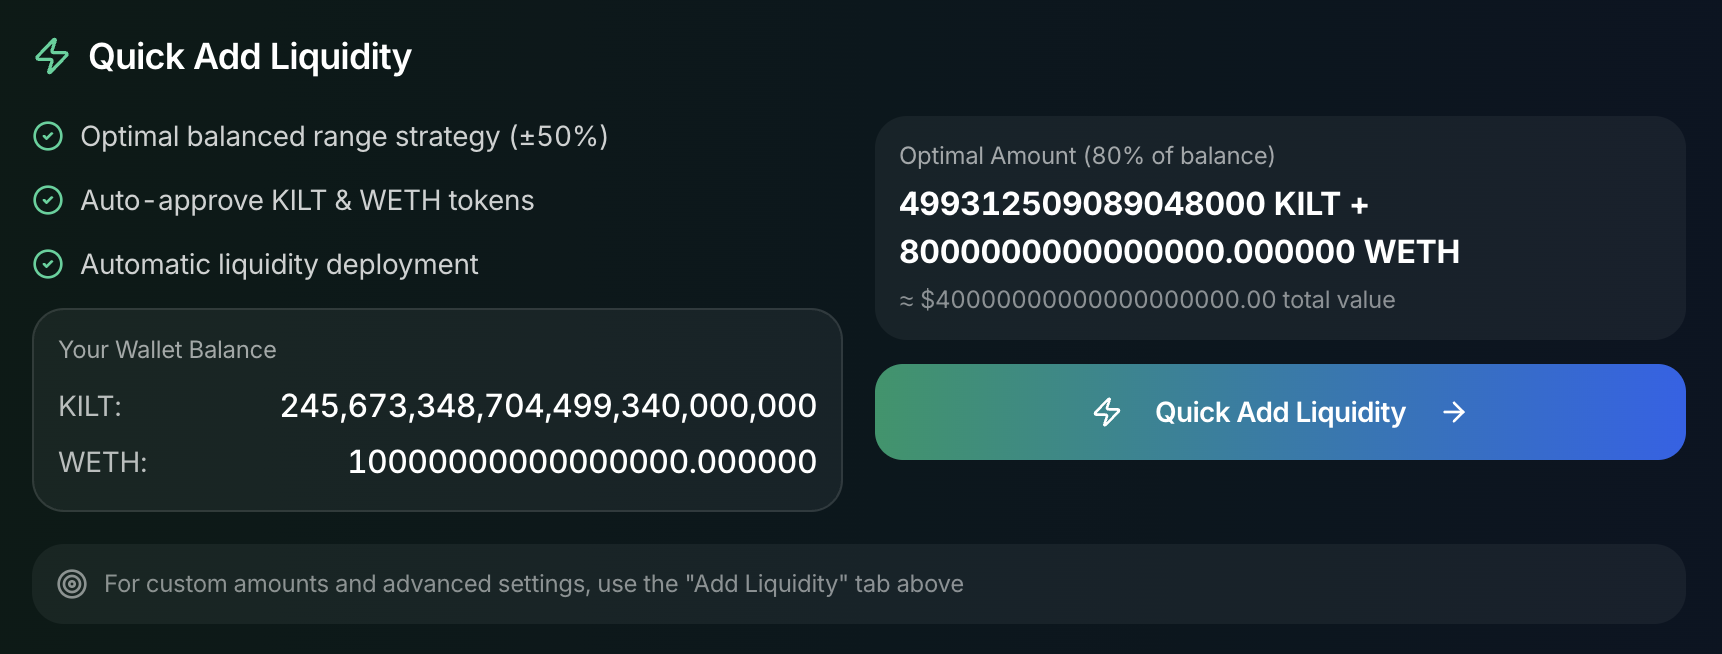 Quick Add Liquidity
Optimal balanced range strategy (±50%)
Auto-approve KILT & WETH tokens
Automatic liquidity deployment
Your Wallet Balance
KILT: 245,673,348,704,499,340,000,000
WETH: 10000000000000000.000000
Optimal Amount (80% of balance)
499312509089048000 KILT +
8000000000000000.000000 WETH
≈ $40000000000000000000.00 total value
Quick Add Liquidity →
For custom amounts and advanced settings, use the "Add Liquidity" tab above